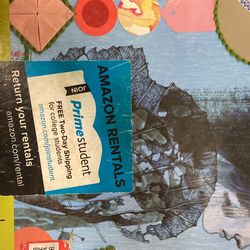 AMAZON RENTALS
JOIN
Prime student
FREE Two-Day Shipping
for college students
amazon.com/joinstudent
Return your rentals
amazon.com/rental